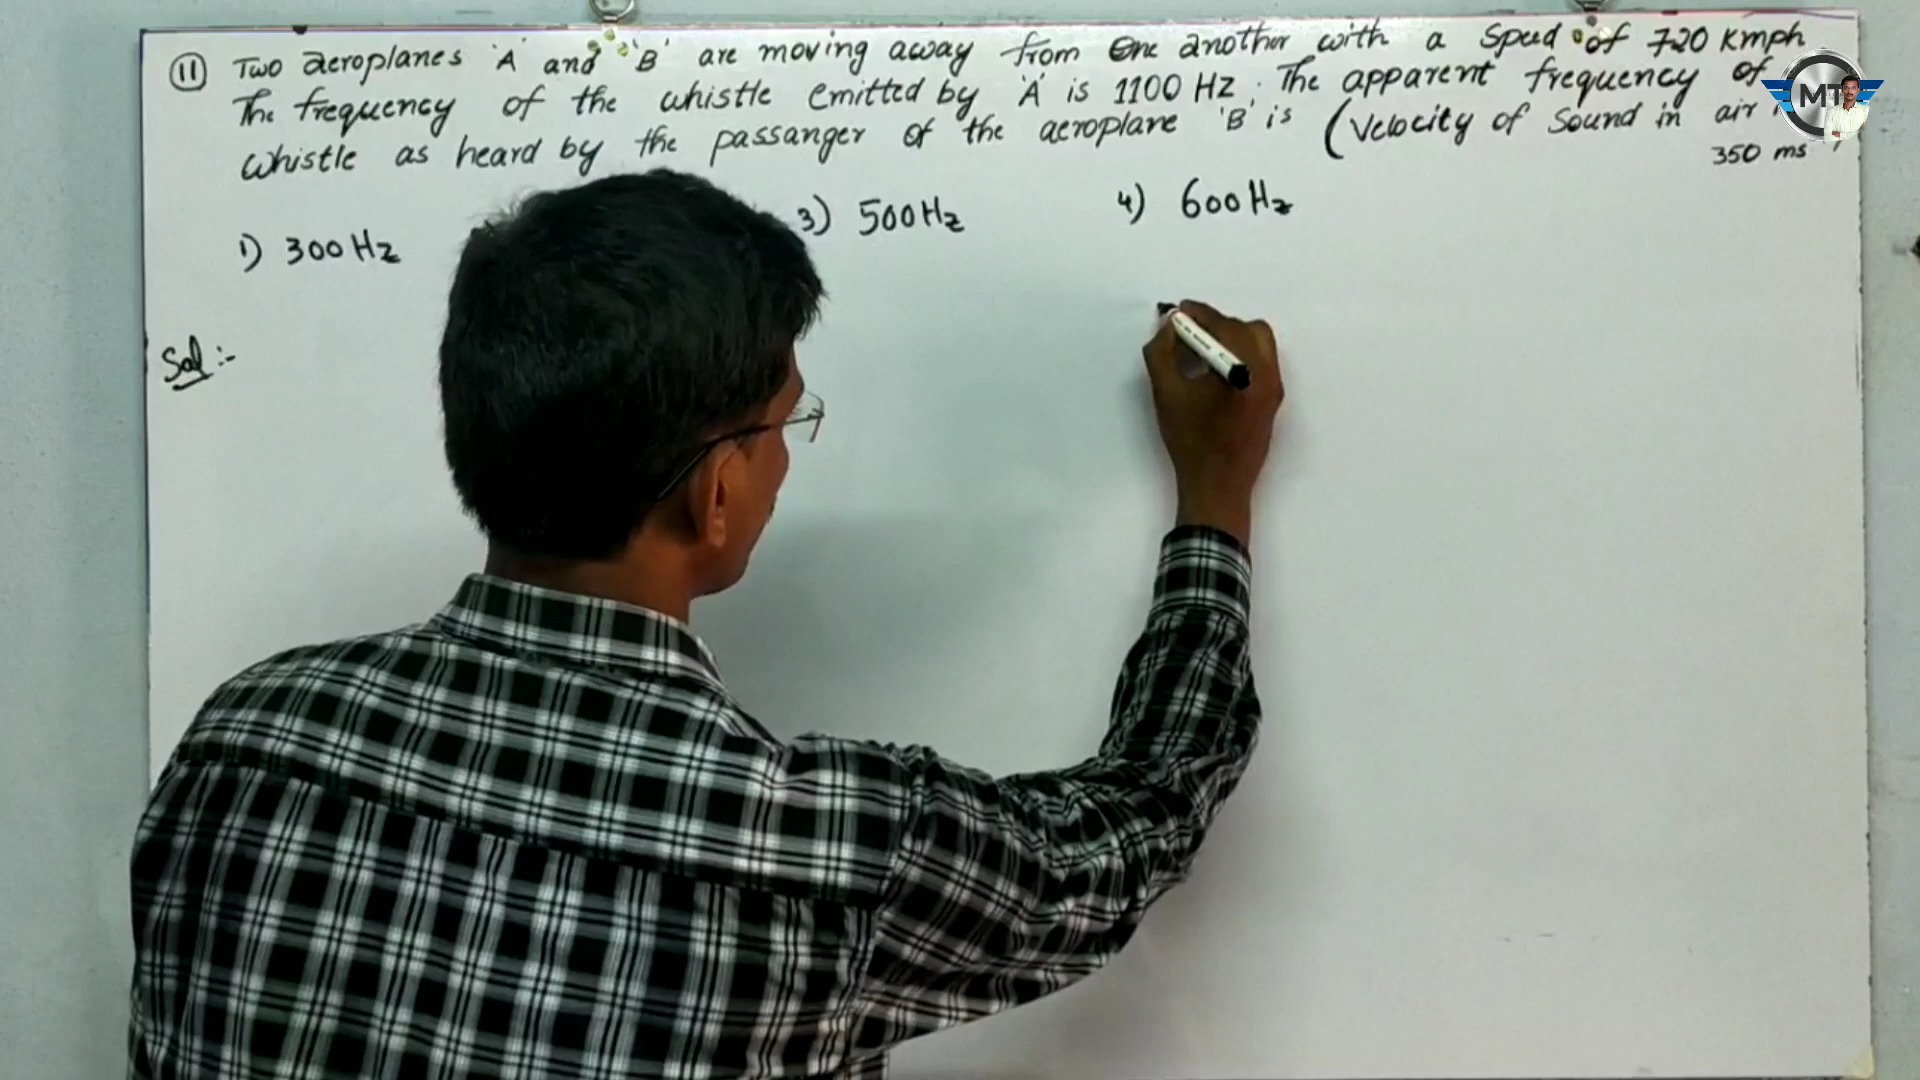 11 Two aeroplanes 'A' and 'B' are moving away from one another with a speed of 720 kmph
The frequency of the whistle emitted by 'A' is 1100 Hz. The apparent frequency of
whistle as heard by the passanger of the aeroplane 'B' is (Velocity of Sound in air
350 ms
1) 300 Hz 3) 500 Hz 4) 600 Hz
Sol :-
MT